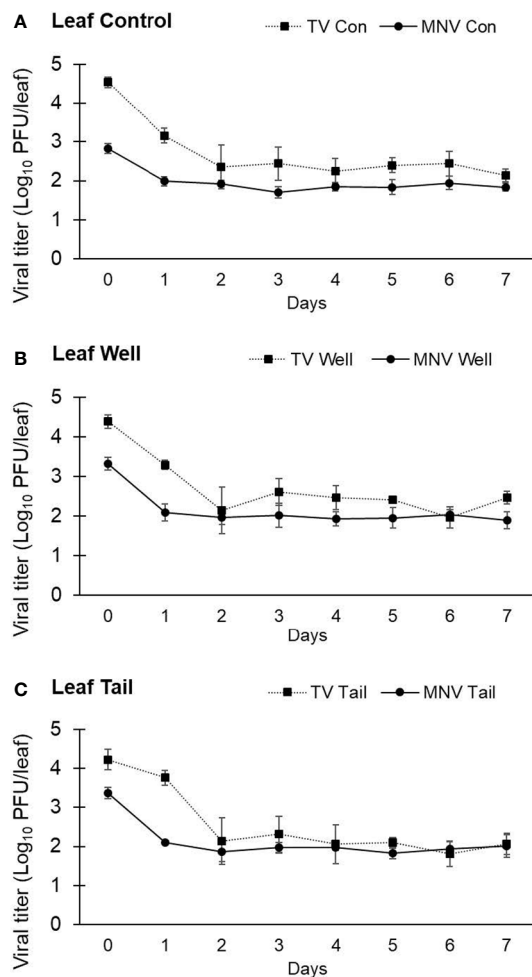 A Leaf Control
TV Con MNV Con
Viral titer (Log10 PFU/leaf)
5
4
3
2
1
0
0 1 2 3 4 5 6 7
Days
B Leaf Well
TV Well MNV Well
Viral titer (Log10 PFU/leaf)
5
4
3
2
1
0
0 1 2 3 4 5 6 7
Days
C Leaf Tail
TV Tail MNV Tail
Viral titer (Log10 PFU/leaf)
5
4
3
2
1
0
0 1 2 3 4 5 6 7
Days